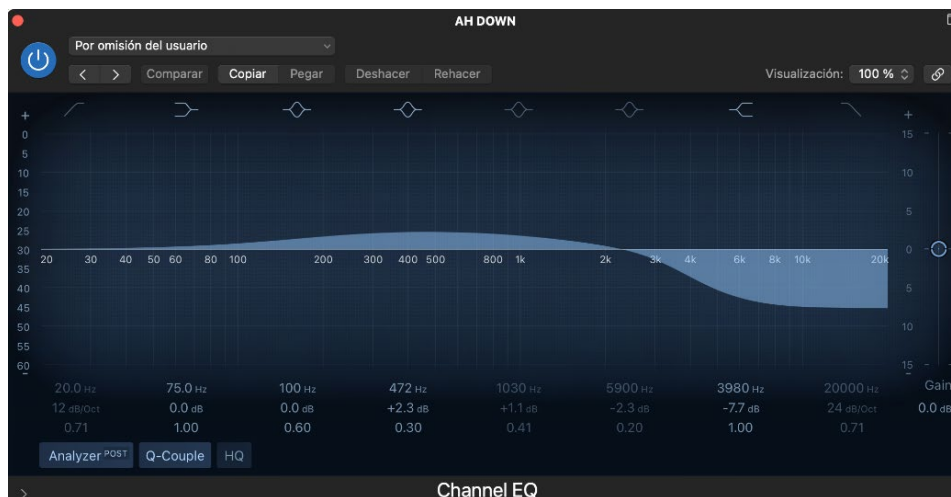 AH DOWN
Por omisión del usuario
Comparar Copiar Pegar Deshacer Rehacer Visualización: 100 %
+ +
0 15
5
10 10
15
20 5
25
30 0
20 30 40 50 60 80 100 200 300 400 500 800 1k 2k 3k 4k 6k 8k 10k 20k
35
40 5
45
50 10
55
60 15
- -
20.0 Hz 75.0 Hz 100 Hz 472 Hz 1030 Hz 5900 Hz 3980 Hz 20000 Hz Gain
12 dB/Oct 0.0 dB 0.0 dB +2.3 dB +1.1 dB -2.3 dB -7.7 dB 24 dB/Oct 0.0 dB
0.71 1.00 0.60 0.30 0.41 0.20 1.00 0.71
Analyzer POST Q-Couple HQ
Channel EQ